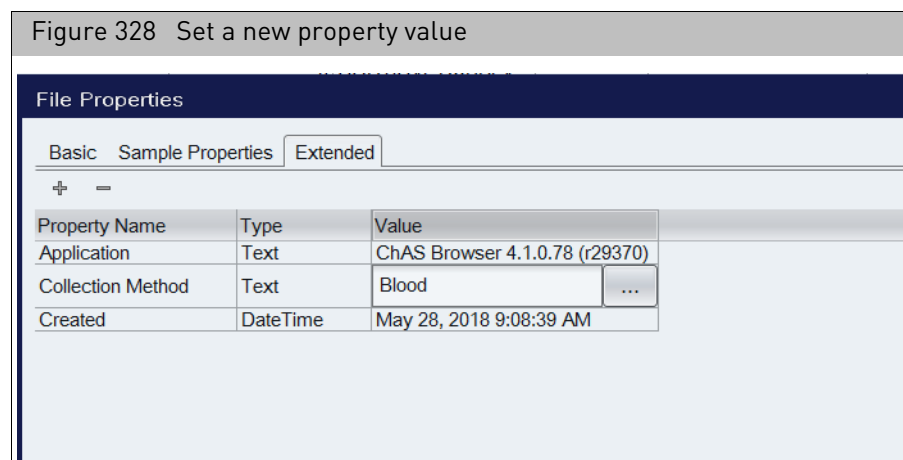 Figure 328 Set a new property value
File Properties
Basic Sample Properties Extended
+ −
Property Name Type Value
Application Text ChAS Browser 4.1.0.78 (r29370)
Collection Method Text Blood ...
Created DateTime May 28, 2018 9:08:39 AM